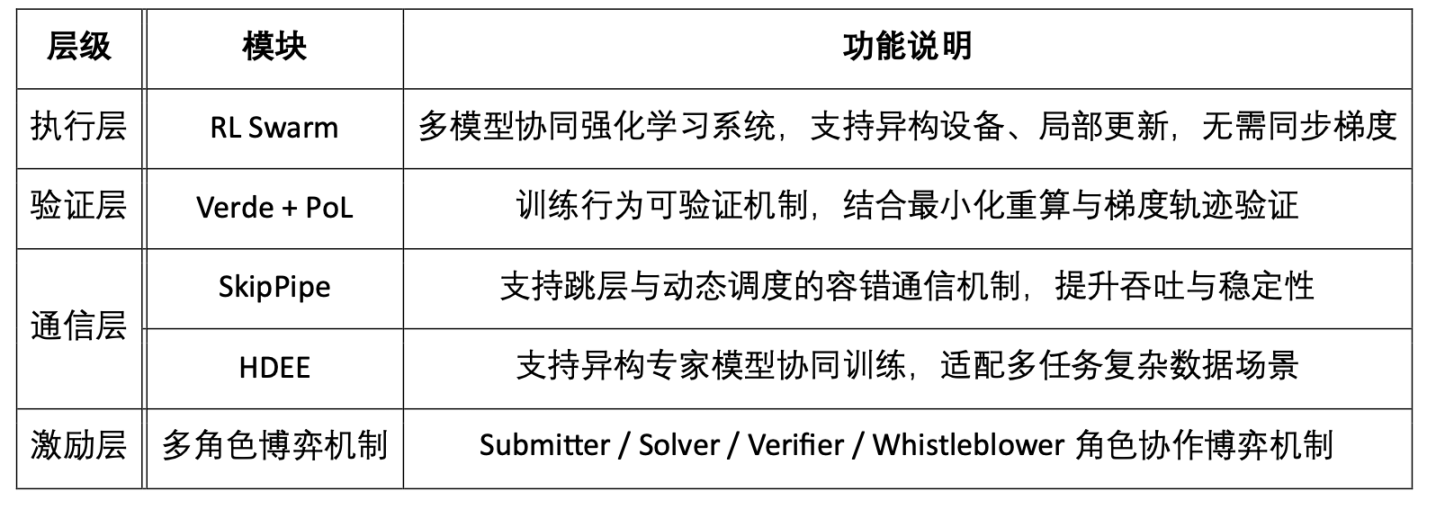 层级 模块 功能说明
执行层 RL Swarm 多模型协同强化学习系统，支持异构设备、局部更新，无需同步梯度
验证层 Verde + PoL 训练行为可验证机制，结合最小化重算与梯度轨迹验证
通信层 SkipPipe 支持跳层与动态调度的容错通信机制，提升吞吐与稳定性
HDEE 支持异构专家模型协同训练，适配多任务复杂数据场景
激励层 多角色博弈机制 Submitter / Solver / Verifier / Whistleblower 角色协作博弈机制